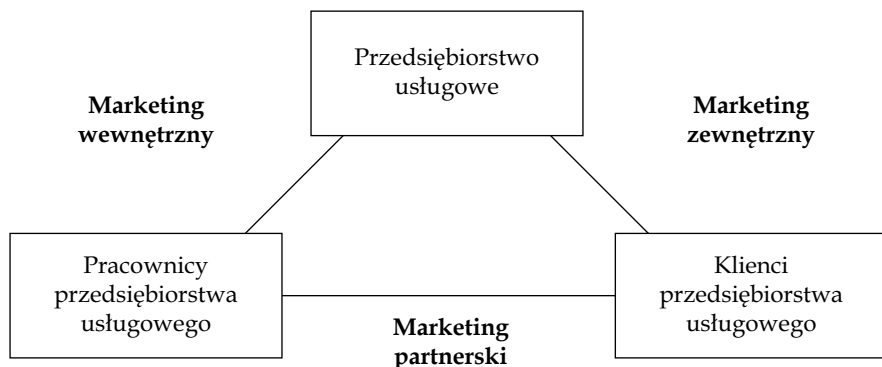 Przedsiębiorstwo
usługowe
Marketing
wewnętrzny
Marketing
zewnętrzny
Pracownicy
przedsiębiorstwa
usługowego
Klienci
przedsiębiorstwa
usługowego
Marketing
partnerski